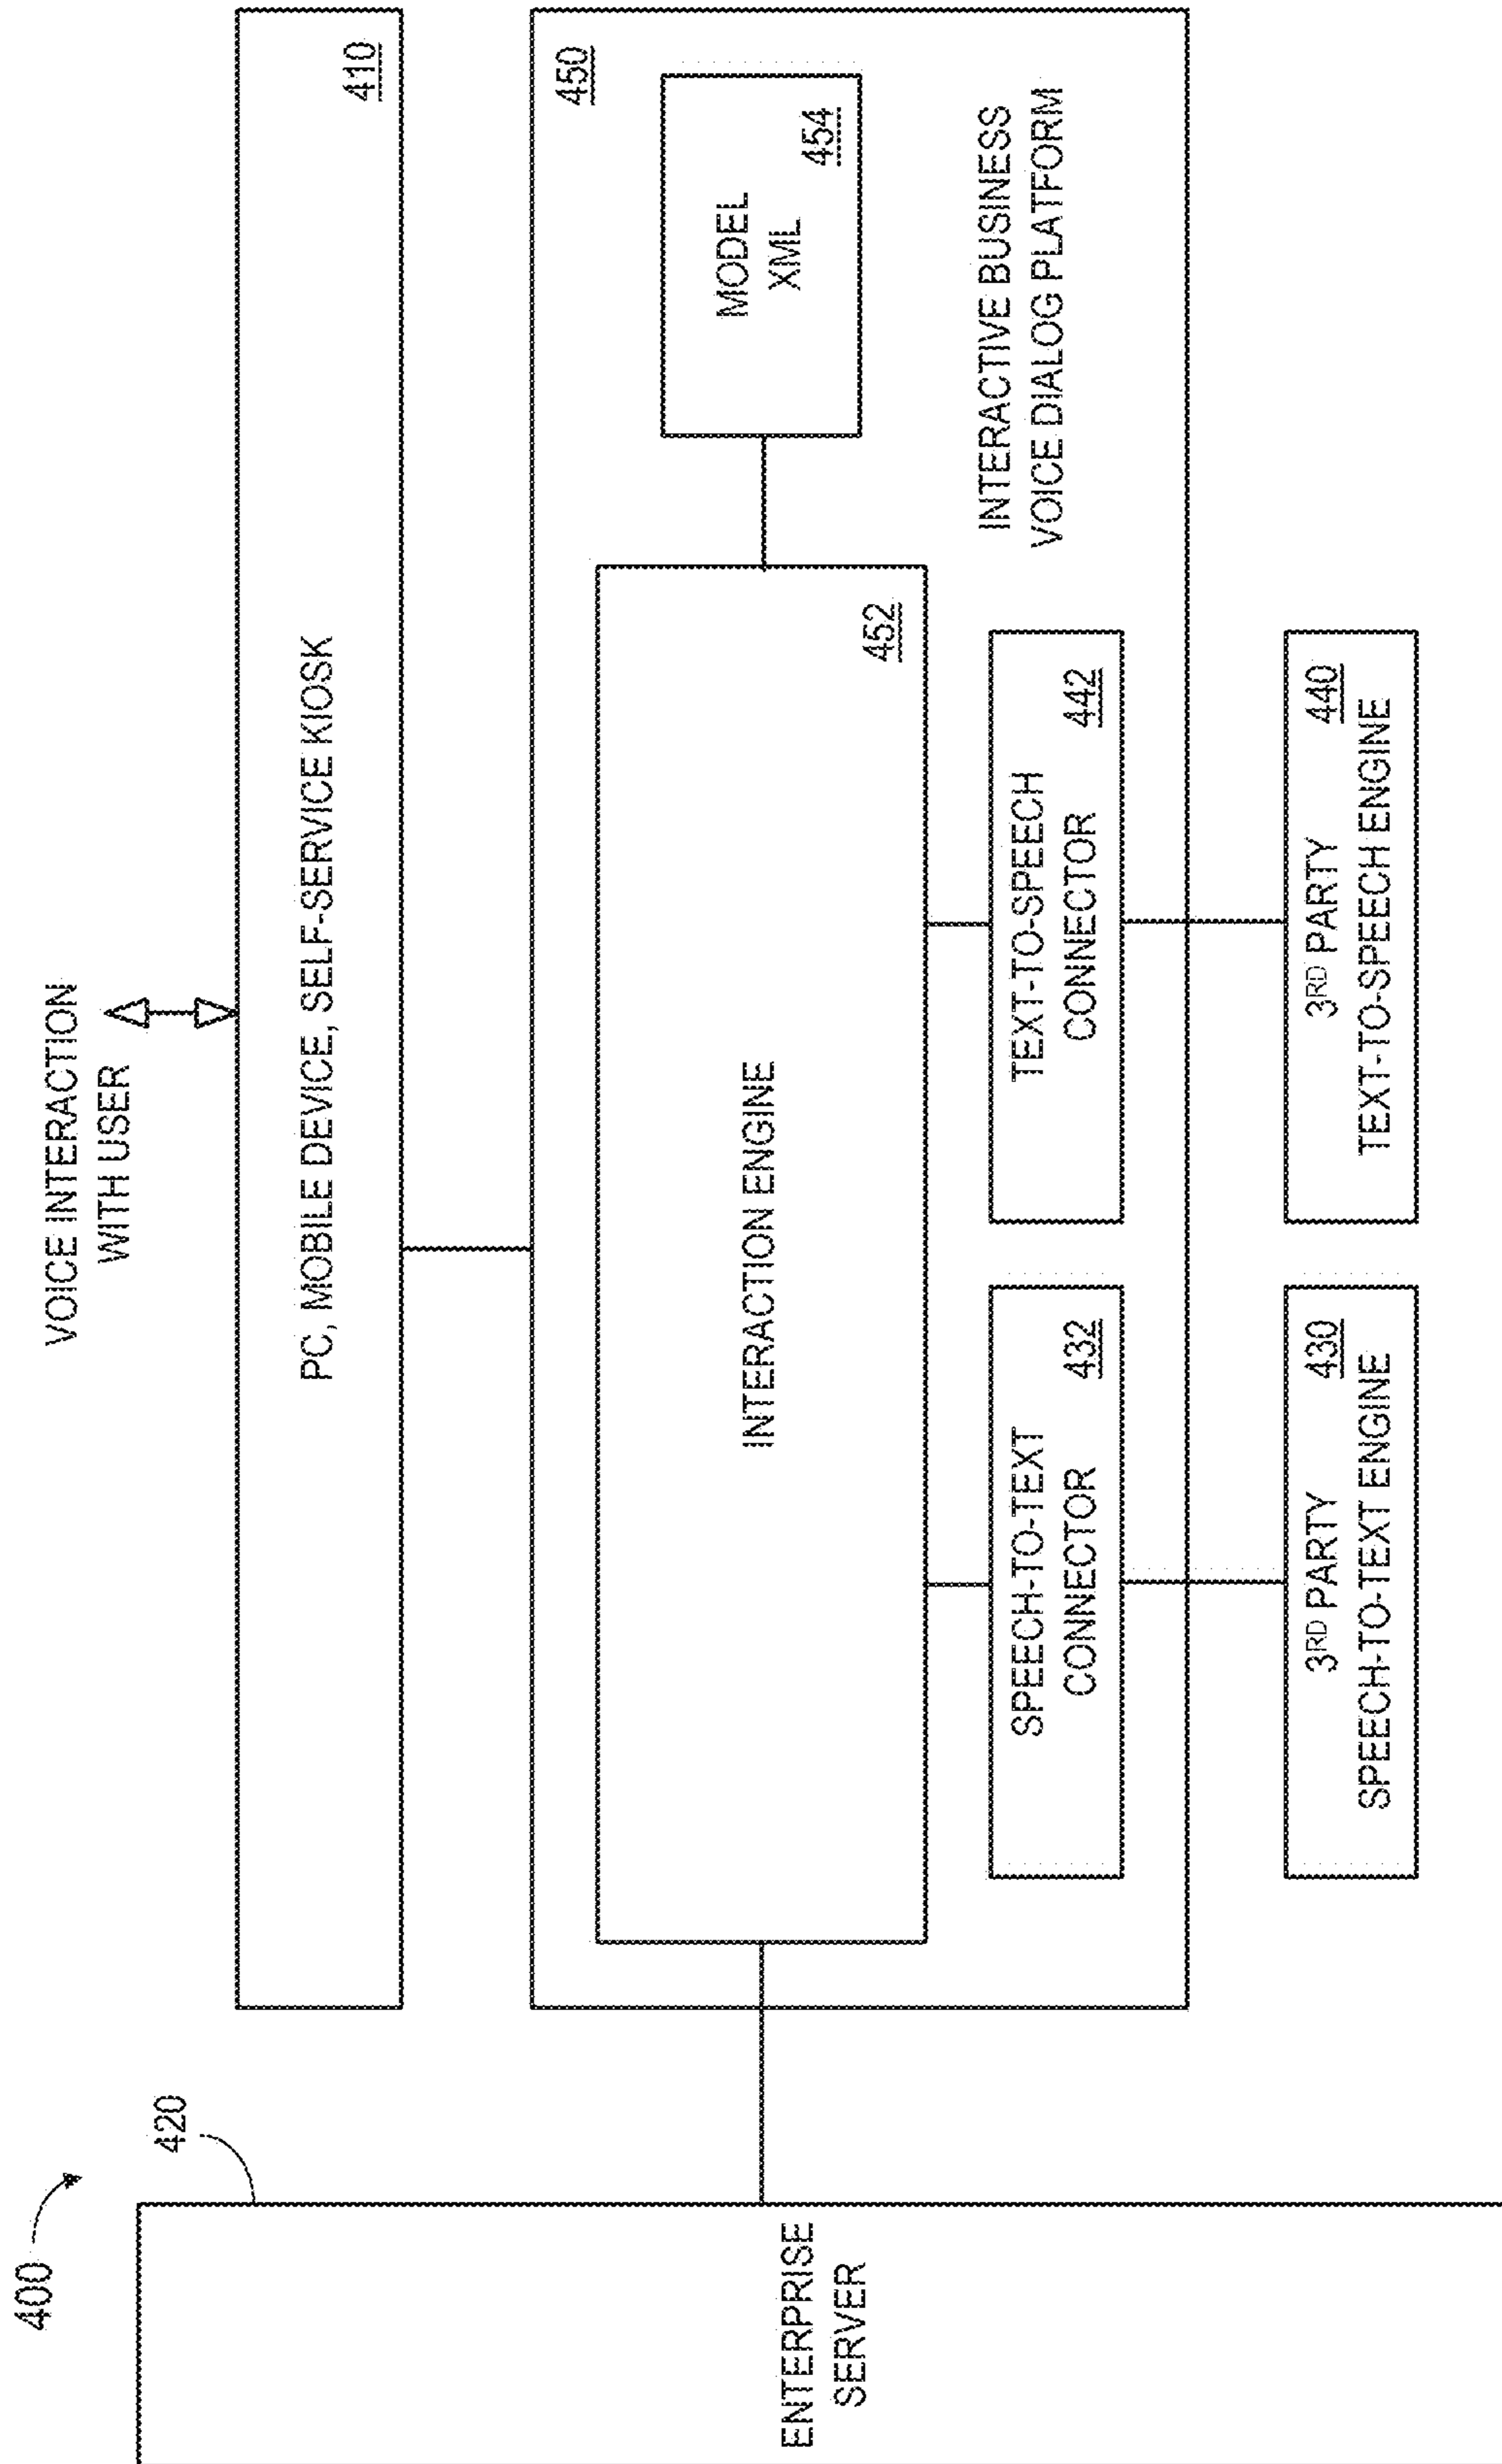 400
420
ENTERPRISE
SERVER
VOICE INTERACTION
WITH USER
PC, MOBILE DEVICE, SELF-SERVICE KIOSK
410
450
INTERACTION ENGINE
452
MODEL
XML
454
SPEECH-TO-TEXT
CONNECTOR 432
TEXT-TO-SPEECH
CONNECTOR 442
INTERACTIVE BUSINESS
VOICE DIALOG PLATFORM
3RD PARTY 430
SPEECH-TO-TEXT ENGINE
3RD PARTY 440
TEXT-TO-SPEECH ENGINE